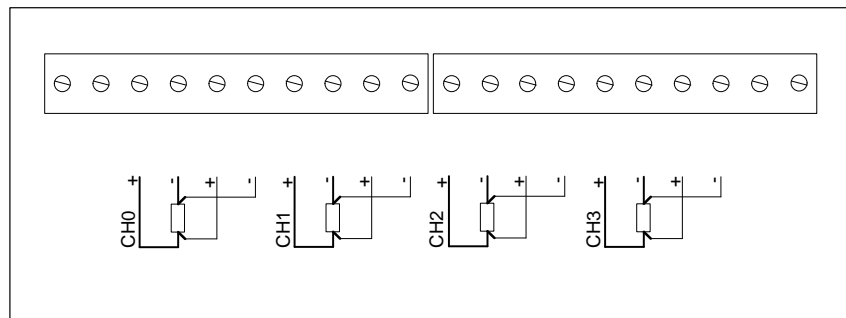 + - + -
CH0
+ - + -
CH1
+ - + -
CH2
+ - + -
CH3